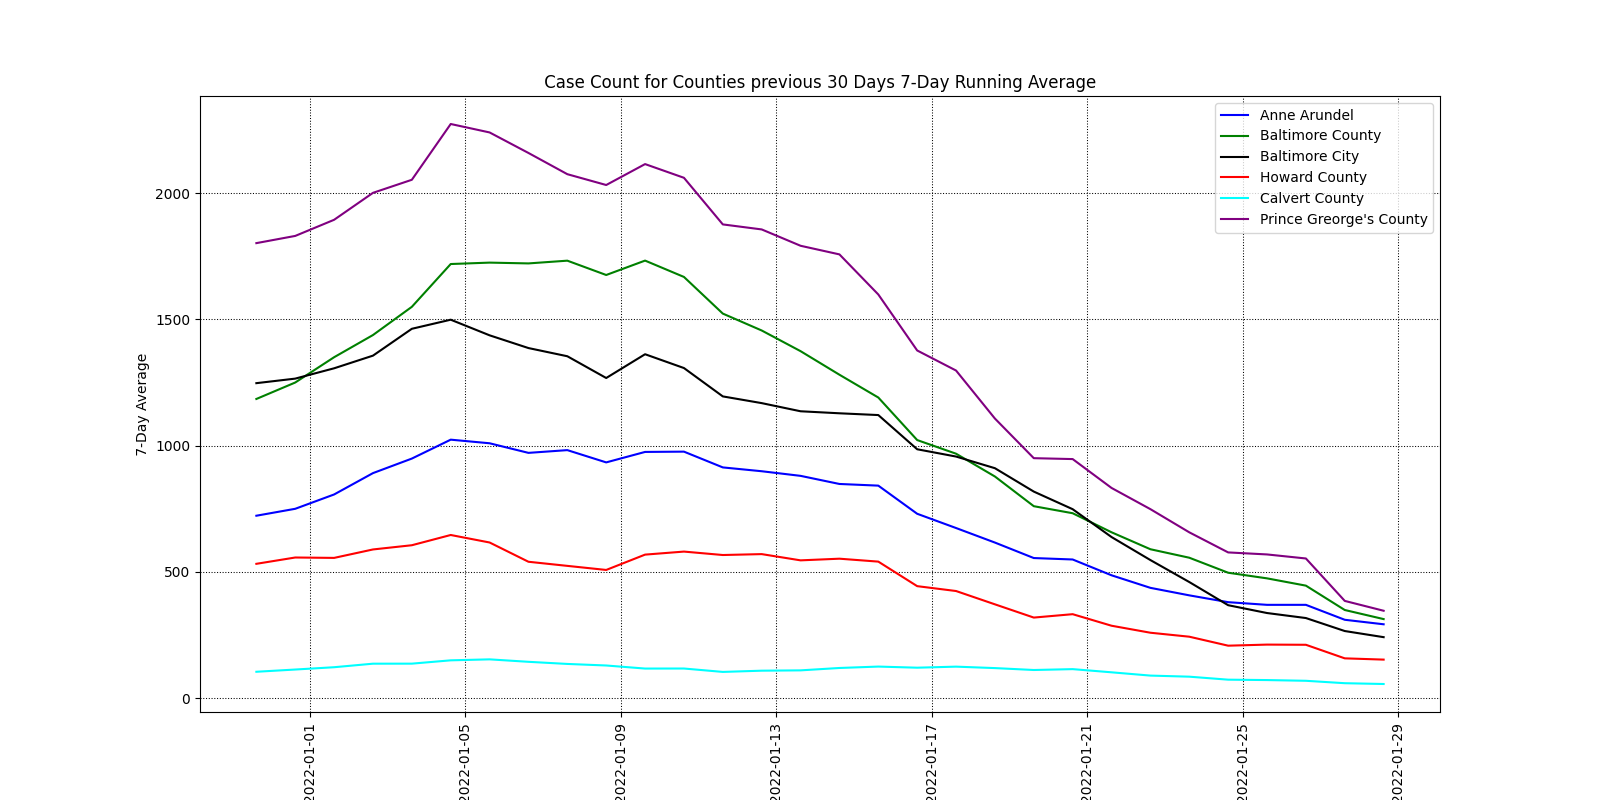 Case Count for Counties previous 30 Days 7-Day Running Average
Anne Arundel
Baltimore County
Baltimore City
Howard County
Calvert County
Prince Greorge's County
7-Day Average
2000
1500
1000
500
0
2022-01-01
2022-01-05
2022-01-09
2022-01-13
2022-01-17
2022-01-21
2022-01-25
2022-01-29